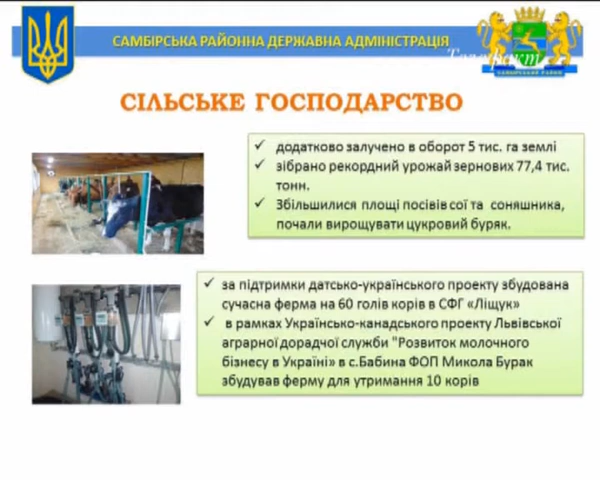 САМБІРСЬКА РАЙОННА ДЕРЖАВНА АДМІНІСТРАЦІЯ
Телефакт
САМБІРСЬКИЙ РАЙОН
СІЛЬСЬКЕ ГОСПОДАРСТВО
✓ додатково залучено в оборот 5 тис. га землі
✓ зібрано рекордний урожай зернових 77,4 тис.
тонн.
✓ Збільшилися площі посівів сої та соняшника,
почали вирощувати цукровий буряк.
✓ за підтримки датсько-українського проекту збудована
сучасна ферма на 60 голів корів в СФГ «Ліщук»
✓ в рамках Українсько-канадського проекту Львівської
аграрної дорадчої служби "Розвиток молочного
бізнесу в Україні» в с.Бабина ФОП Микола Бурак
збудував ферму для утримання 10 корів